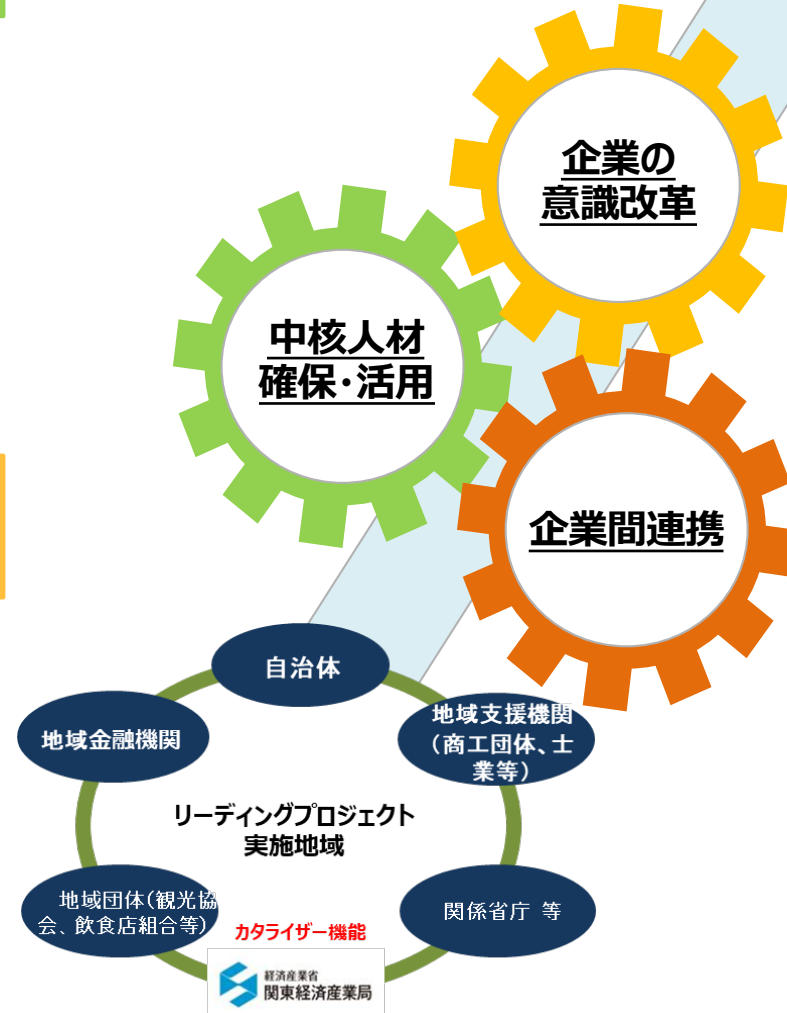 企業の
意識改革
中核人材
確保・活用
企業間連携
自治体
地域金融機関
地域支援機関
（商工団体、士
業等）
リーディングプロジェクト
実施地域
地域団体（観光協
会、飲食店組合等）
関係省庁 等
カタライザー機能
経済産業省
関東経済産業局